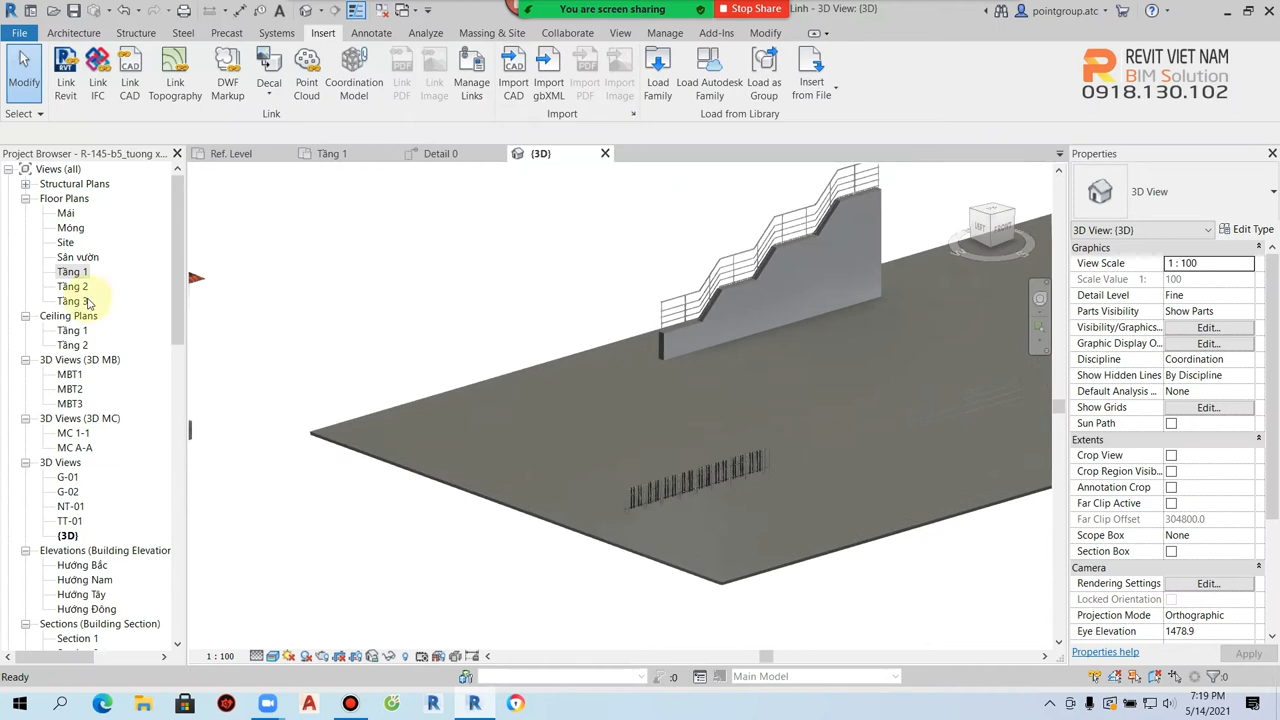 You are screen sharing
Stop Share
Linh - 3D View: {3D}
pointgroup.atc
File Architecture Structure Steel Precast Systems Insert Annotate Analyze Massing & Site Collaborate View Manage Add-Ins Modify
Modify
Link Revit
Link IFC
Link CAD
Link Topography
DWF Markup
Decal
Point Cloud
Coordination Model
Link PDF
Link Image
Manage Links
Import CAD
Import gbXML
Import PDF
Import Image
Load Family
Load Autodesk Family
Load as Group
Insert from File
Select
Link
Import
Load from Library
REVIT VIET NAM
BIM Solution
0918.130.102
Project Browser - R-145-b5_tuong x...
Ref. Level
Tầng 1
Detail 0
{3D}
Properties
Views (all)
Structural Plans
Floor Plans
Mái
Móng
Site
Sân vườn
Tầng 1
Tầng 2
Tầng 3
Ceiling Plans
Tầng 1
Tầng 2
3D Views (3D MB)
MBT1
MBT2
MBT3
3D Views (3D MC)
MC 1-1
MC A-A
3D Views
G-01
G-02
NT-01
TT-01
{3D}
Elevations (Building Elevation
Hướng Bắc
Hướng Nam
Hướng Tây
Hướng Đông
Sections (Building Section)
Section 1
LEFT
FRONT
3D View
3D View: {3D}
Edit Type
Graphics
View Scale 1 : 100
Scale Value 1: 100
Detail Level Fine
Parts Visibility Show Parts
Visibility/Graphics... Edit...
Graphic Display O... Edit...
Discipline Coordination
Show Hidden Lines By Discipline
Default Analysis ... None
Show Grids Edit...
Sun Path
Extents
Crop View
Crop Region Visib...
Annotation Crop
Far Clip Active
Far Clip Offset 304800.0
Scope Box None
Section Box
Camera
Rendering Settings Edit...
Locked Orientation
Projection Mode Orthographic
Eye Elevation 1478.9
Properties help
Apply
1 : 100
Ready
:0
Main Model
:0
7:19 PM
5/14/2021